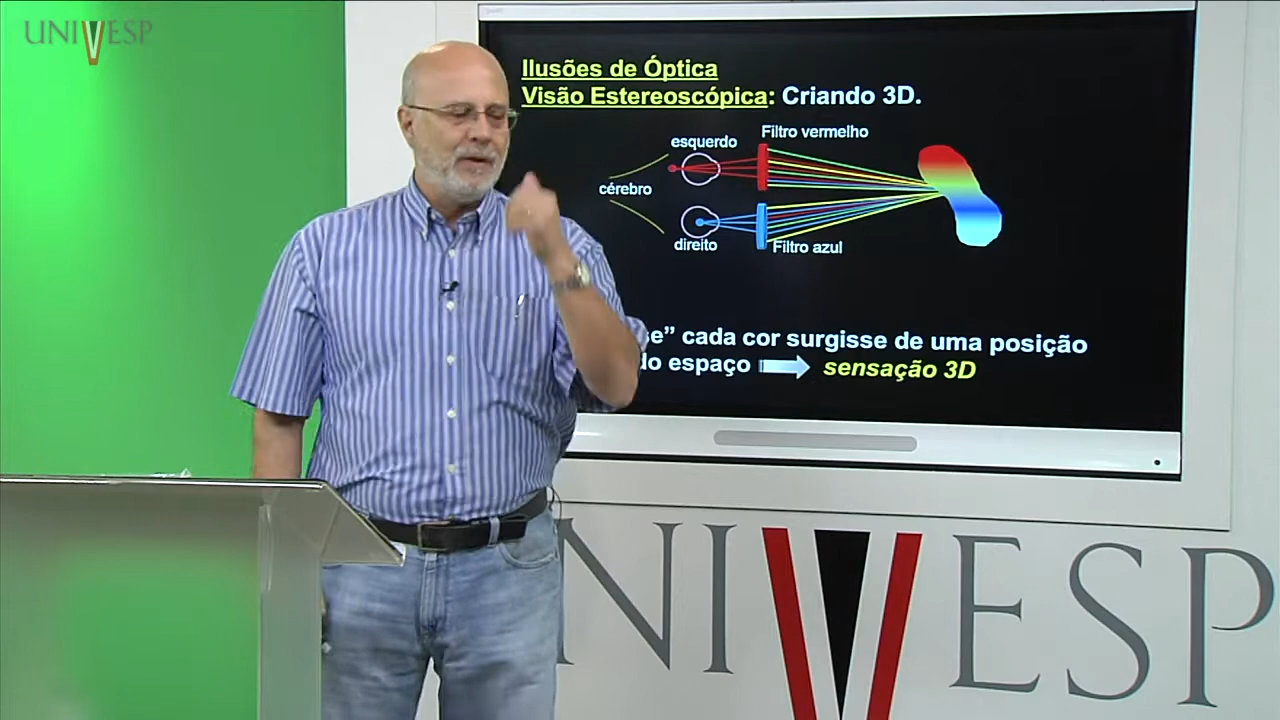 UNIVESP
Ilusões de Óptica
Visão Estereoscópica: Criando 3D.
Filtro vermelho
esquerdo
cérebro
direito
Filtro azul
se” cada cor surgisse de uma posição
do espaço
sensação 3D
UNIVESP